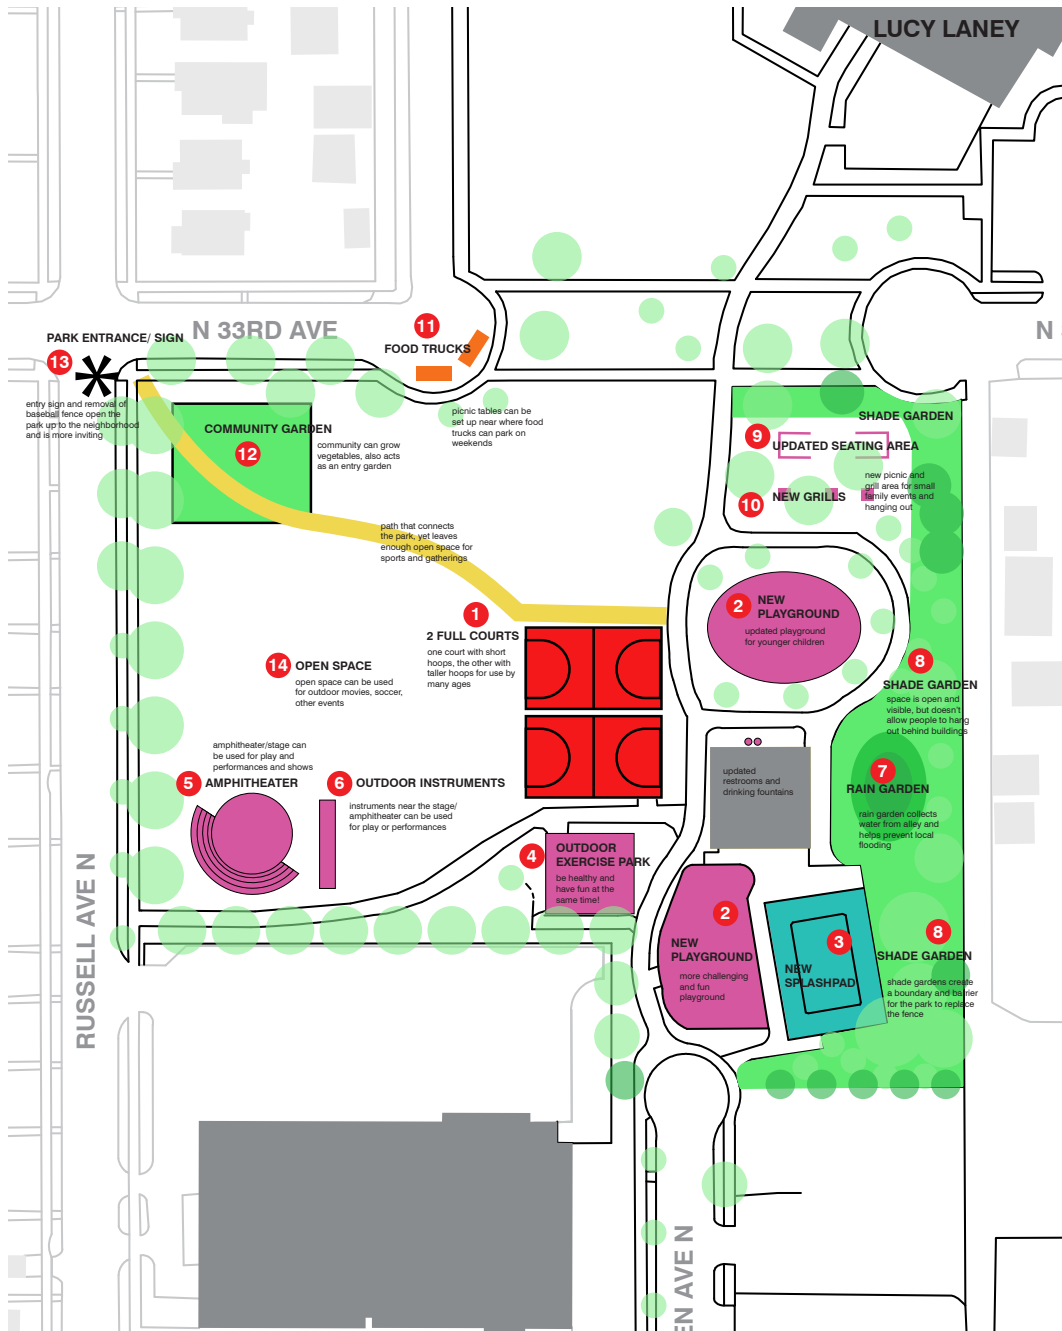 LUCY LANEY
N 33RD AVE
N
11
FOOD TRUCKS
PARK ENTRANCE/ SIGN
13
entry sign and removal of
baseball fence open the
park up to the neighborhood
and is more inviting
picnic tables can be
set up near where food
trucks can park on
weekends
COMMUNITY GARDEN
12
community can grow
vegetables, also acts
as an entry garden
SHADE GARDEN
9
UPDATED SEATING AREA
new picnic and
grill area for small
family events and
hanging out
10
NEW GRILLS
path that connects
the park, yet leaves
enough open space for
sports and gatherings
1
2 FULL COURTS
one court with short
hoops, the other with
taller hoops for use by
many ages
2
NEW
PLAYGROUND
updated playground
for younger children
14
OPEN SPACE
open space can be used
for outdoor movies, soccer,
other events
8
SHADE GARDEN
space is open and
visible, but doesn't
allow people to hang
out behind buildings
amphitheater/stage can
be used for play and
performances and shows
5
AMPHITHEATER
6
OUTDOOR INSTRUMENTS
instruments near the stage/
amphitheater can be used
for play or performances
updated
restrooms and
drinking fountains
7
RAIN GARDEN
rain garden collects
water from alley and
helps prevent local
flooding
4
OUTDOOR
EXERCISE PARK
be healthy and
have fun at the
same time!
2
NEW
PLAYGROUND
more challenging
and fun
playground
3
NEW
SPLASHPAD
8
SHADE GARDEN
shade gardens create
a boundary and barrier
for the park to replace
the fence
RUSSELL AVE N
EN AVE N